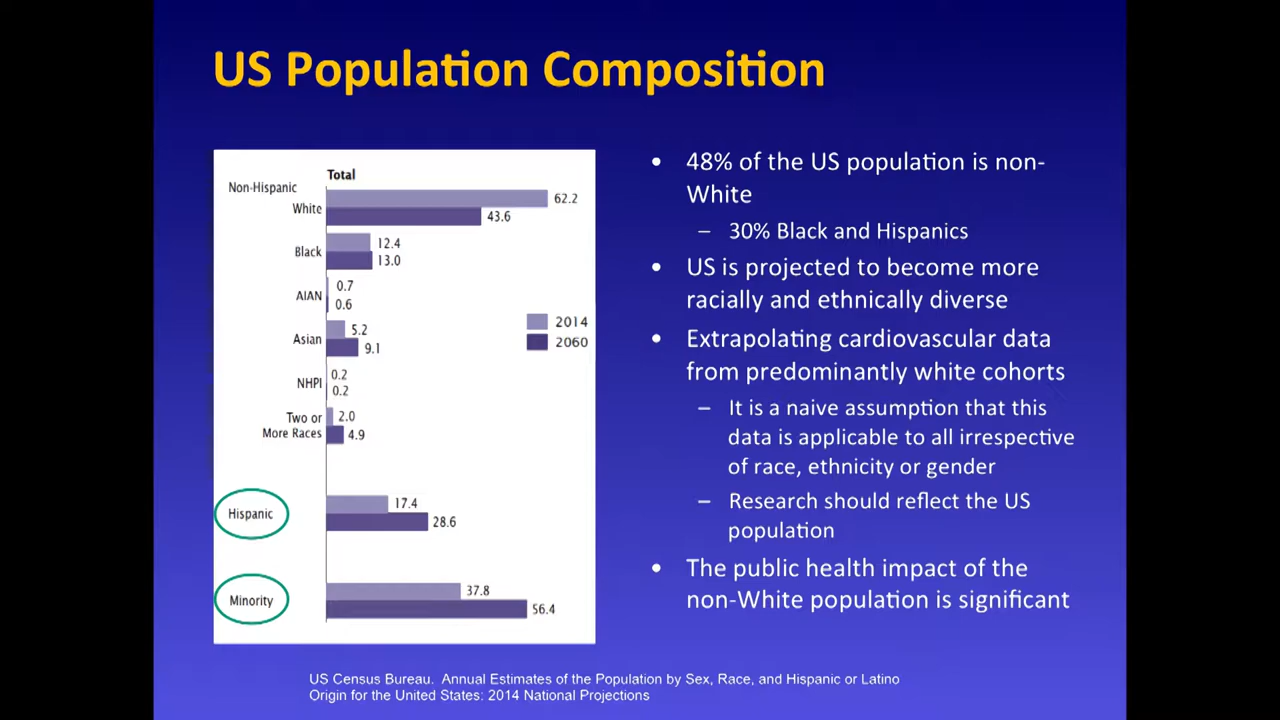 US Population Composition
Total
Non-Hispanic
White
62.2
43.6
Black
12.4
13.0
AIAN
0.7
0.6
Asian
5.2
9.1
NHPI
0.2
0.2
Two or
More Races
2.0
4.9
Hispanic
17.4
28.6
Minority
37.8
56.4
2014
2060
• 48% of the US population is non-
White
– 30% Black and Hispanics
• US is projected to become more
racially and ethnically diverse
• Extrapolating cardiovascular data
from predominantly white cohorts
– It is a naive assumption that this
data is applicable to all irrespective
of race, ethnicity or gender
– Research should reflect the US
population
• The public health impact of the
non-White population is significant
US Census Bureau. Annual Estimates of the Population by Sex, Race, and Hispanic or Latino
Origin for the United States: 2014 National Projections